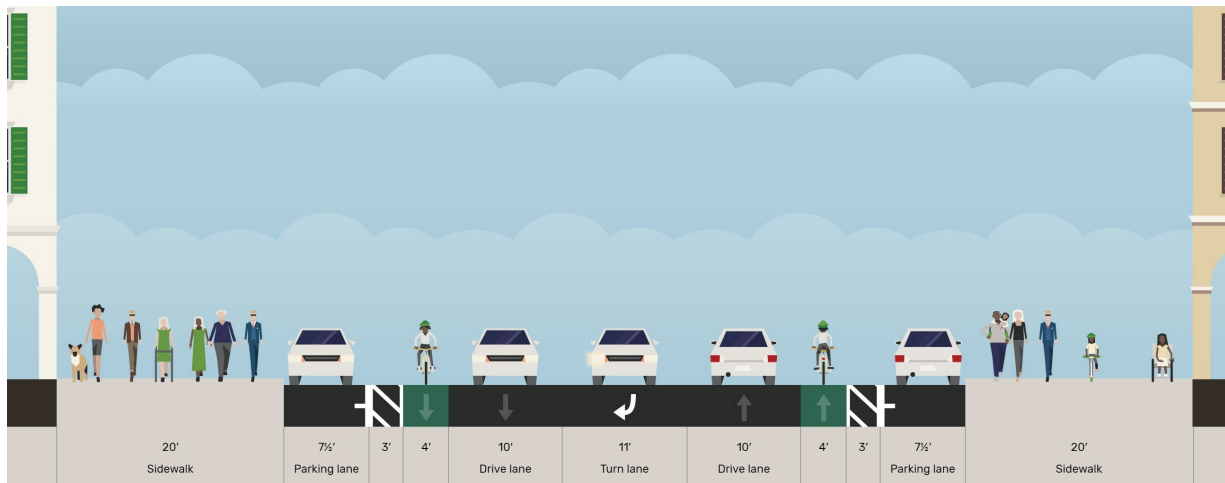 20′ 7½′ 3′ 4′ 10′ 11′ 10′ 4′ 3′ 7½′ 20′
Sidewalk Parking lane Drive lane Turn lane Drive lane Parking lane Sidewalk